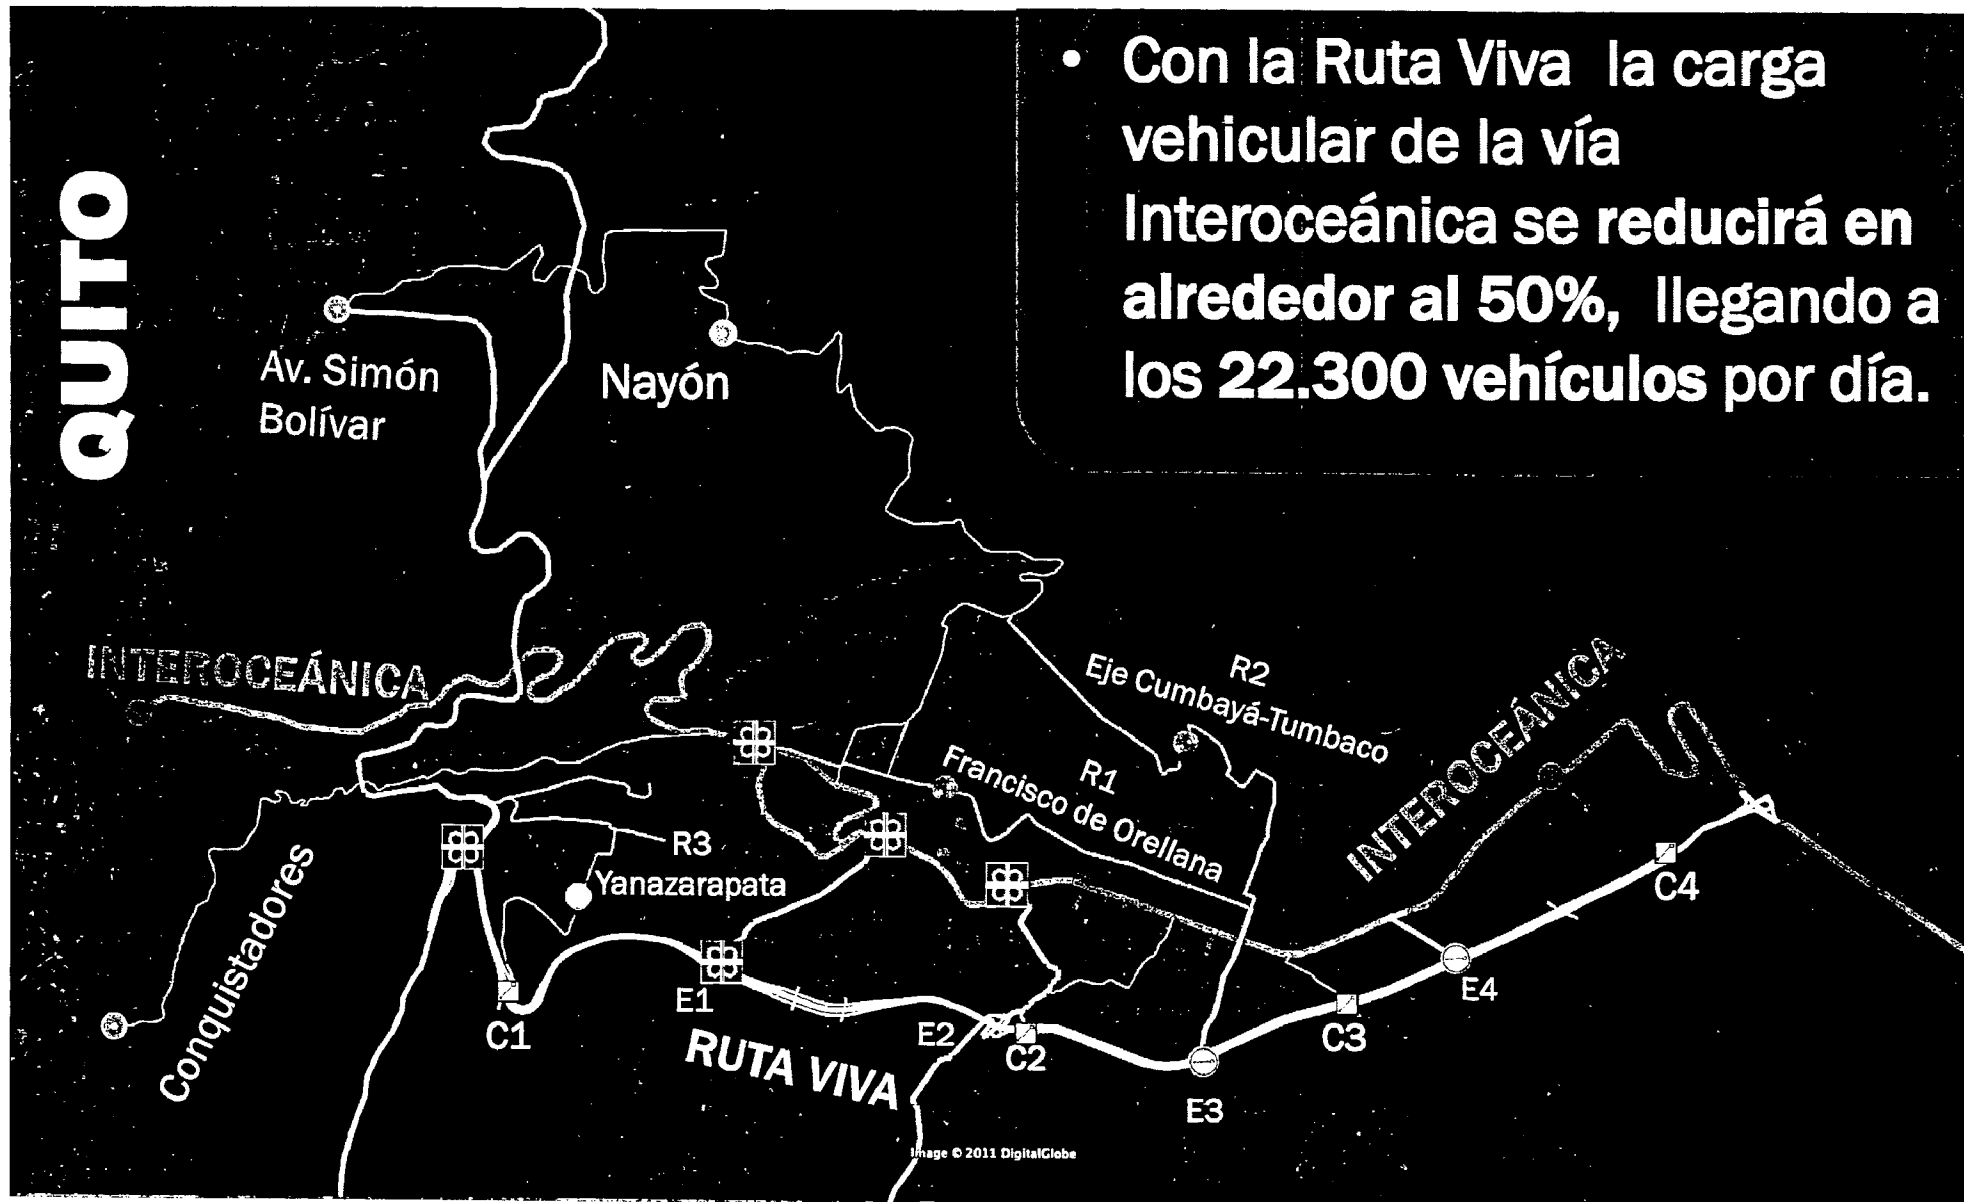 • Con la Ruta Viva la carga
vehicular de la vía
Interoceánica se reducirá en
alrededor al 50%, llegando a
los 22.300 vehículos por día.
QUITO
Av. Simón
Bolívar
Nayón
INTEROCEÁNICA
R2
Eje Cumbayá-Tumbaco
R1
Francisco de Orellana
INTEROCEÁNICA
R3
Yanazarapata
Conquistadores
C4
E4
C3
E1
C1
E2
C2
RUTA VIVA
E3
Image © 2011 DigitalGlobe